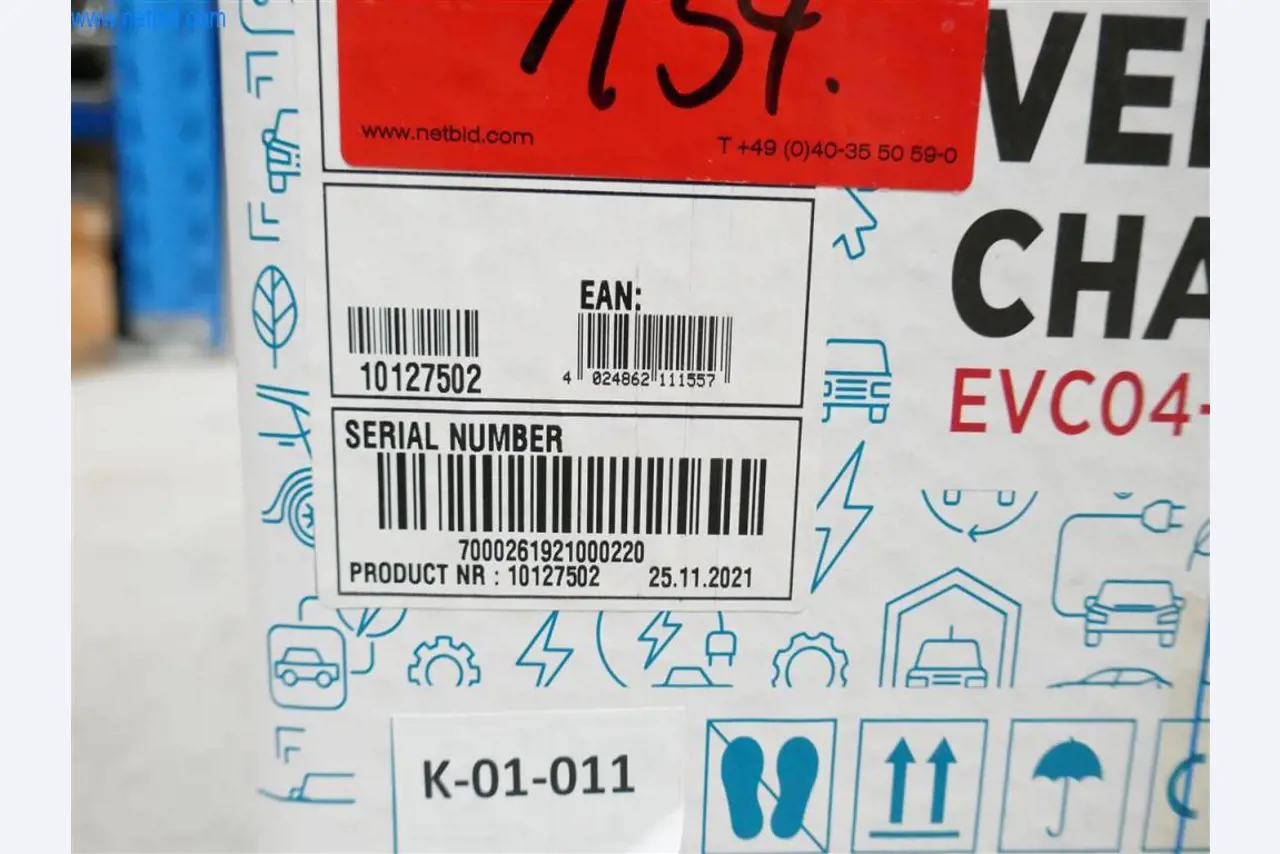 www.netbid.com
7154.
www.netbid.com
T +49 (0)40-35 50 59-0
VE
CHA
EVC04-
EAN:
10127502
4 024862 111557
SERIAL NUMBER
7000261921000220
PRODUCT NR : 10127502 25.11.2021
K-01-011